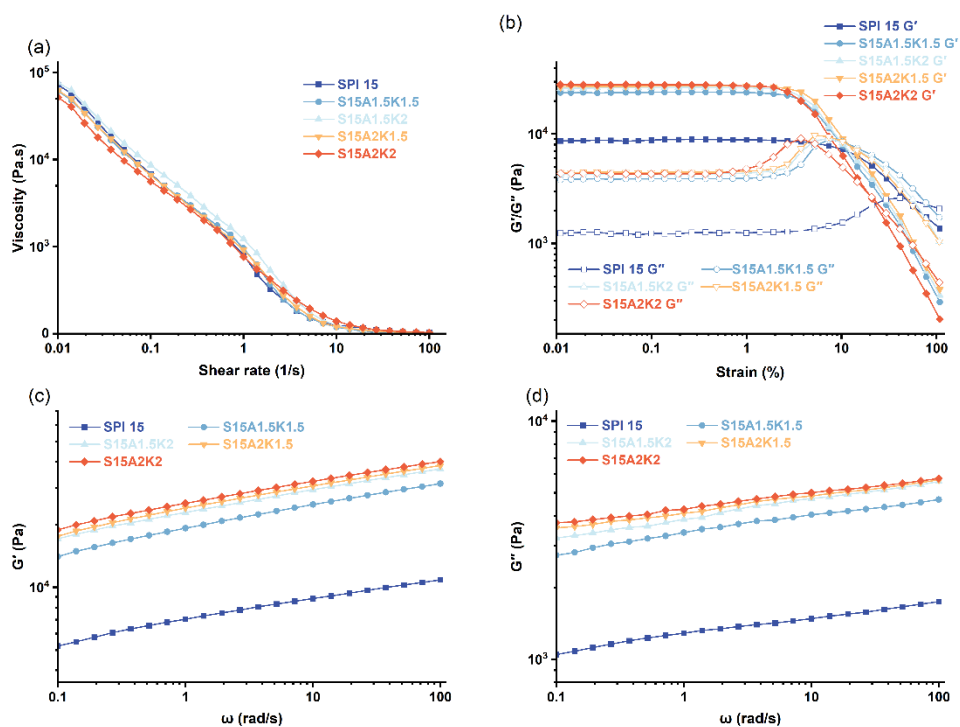 (a)
10⁵
10⁴
10³
0
Viscosity (Pa.s)
SPI 15
S15A1.5K1.5
S15A1.5K2
S15A2K1.5
S15A2K2
0.01 0.1 1 10 100
Shear rate (1/s)
(b)
10⁴
10³
G′/G″ (Pa)
SPI 15 G′
S15A1.5K1.5 G′
S15A1.5K2 G′
S15A2K1.5 G′
S15A2K2 G′
SPI 15 G″ S15A1.5K1.5 G″
S15A1.5K2 G″ S15A2K1.5 G″
S15A2K2 G″
0.01 0.1 1 10 100
Strain (%)
(c)
SPI 15 S15A1.5K1.5
S15A1.5K2 S15A2K1.5
S15A2K2
10⁴
G′ (Pa)
0.1 1 10 100
ω (rad/s)
(d)
10⁴
SPI 15 S15A1.5K1.5
S15A1.5K2 S15A2K1.5
S15A2K2
10³
G″ (Pa)
0.1 1 10 100
ω (rad/s)